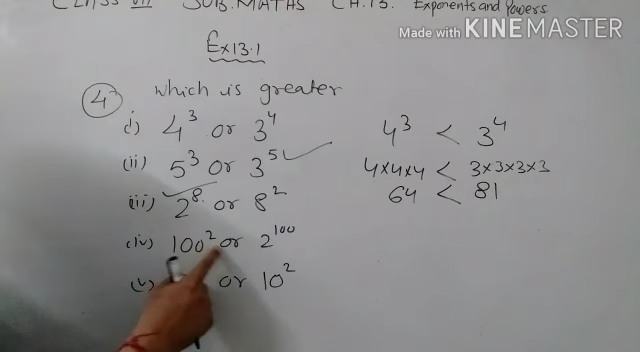 CLASS VII SUB. MATHS CH.13. Exponents and Powers
Made with KINEMASTER
Ex 13.1
4 Which is greater
i) 4³ or 3⁴
(ii) 5³ or 3⁵ ✓
(iii) 2⁸ or 8²
(iv) 100² or 2¹⁰⁰
(v) or 10²
4³ < 3⁴
4×4×4 < 3×3×3×3
64 < 81